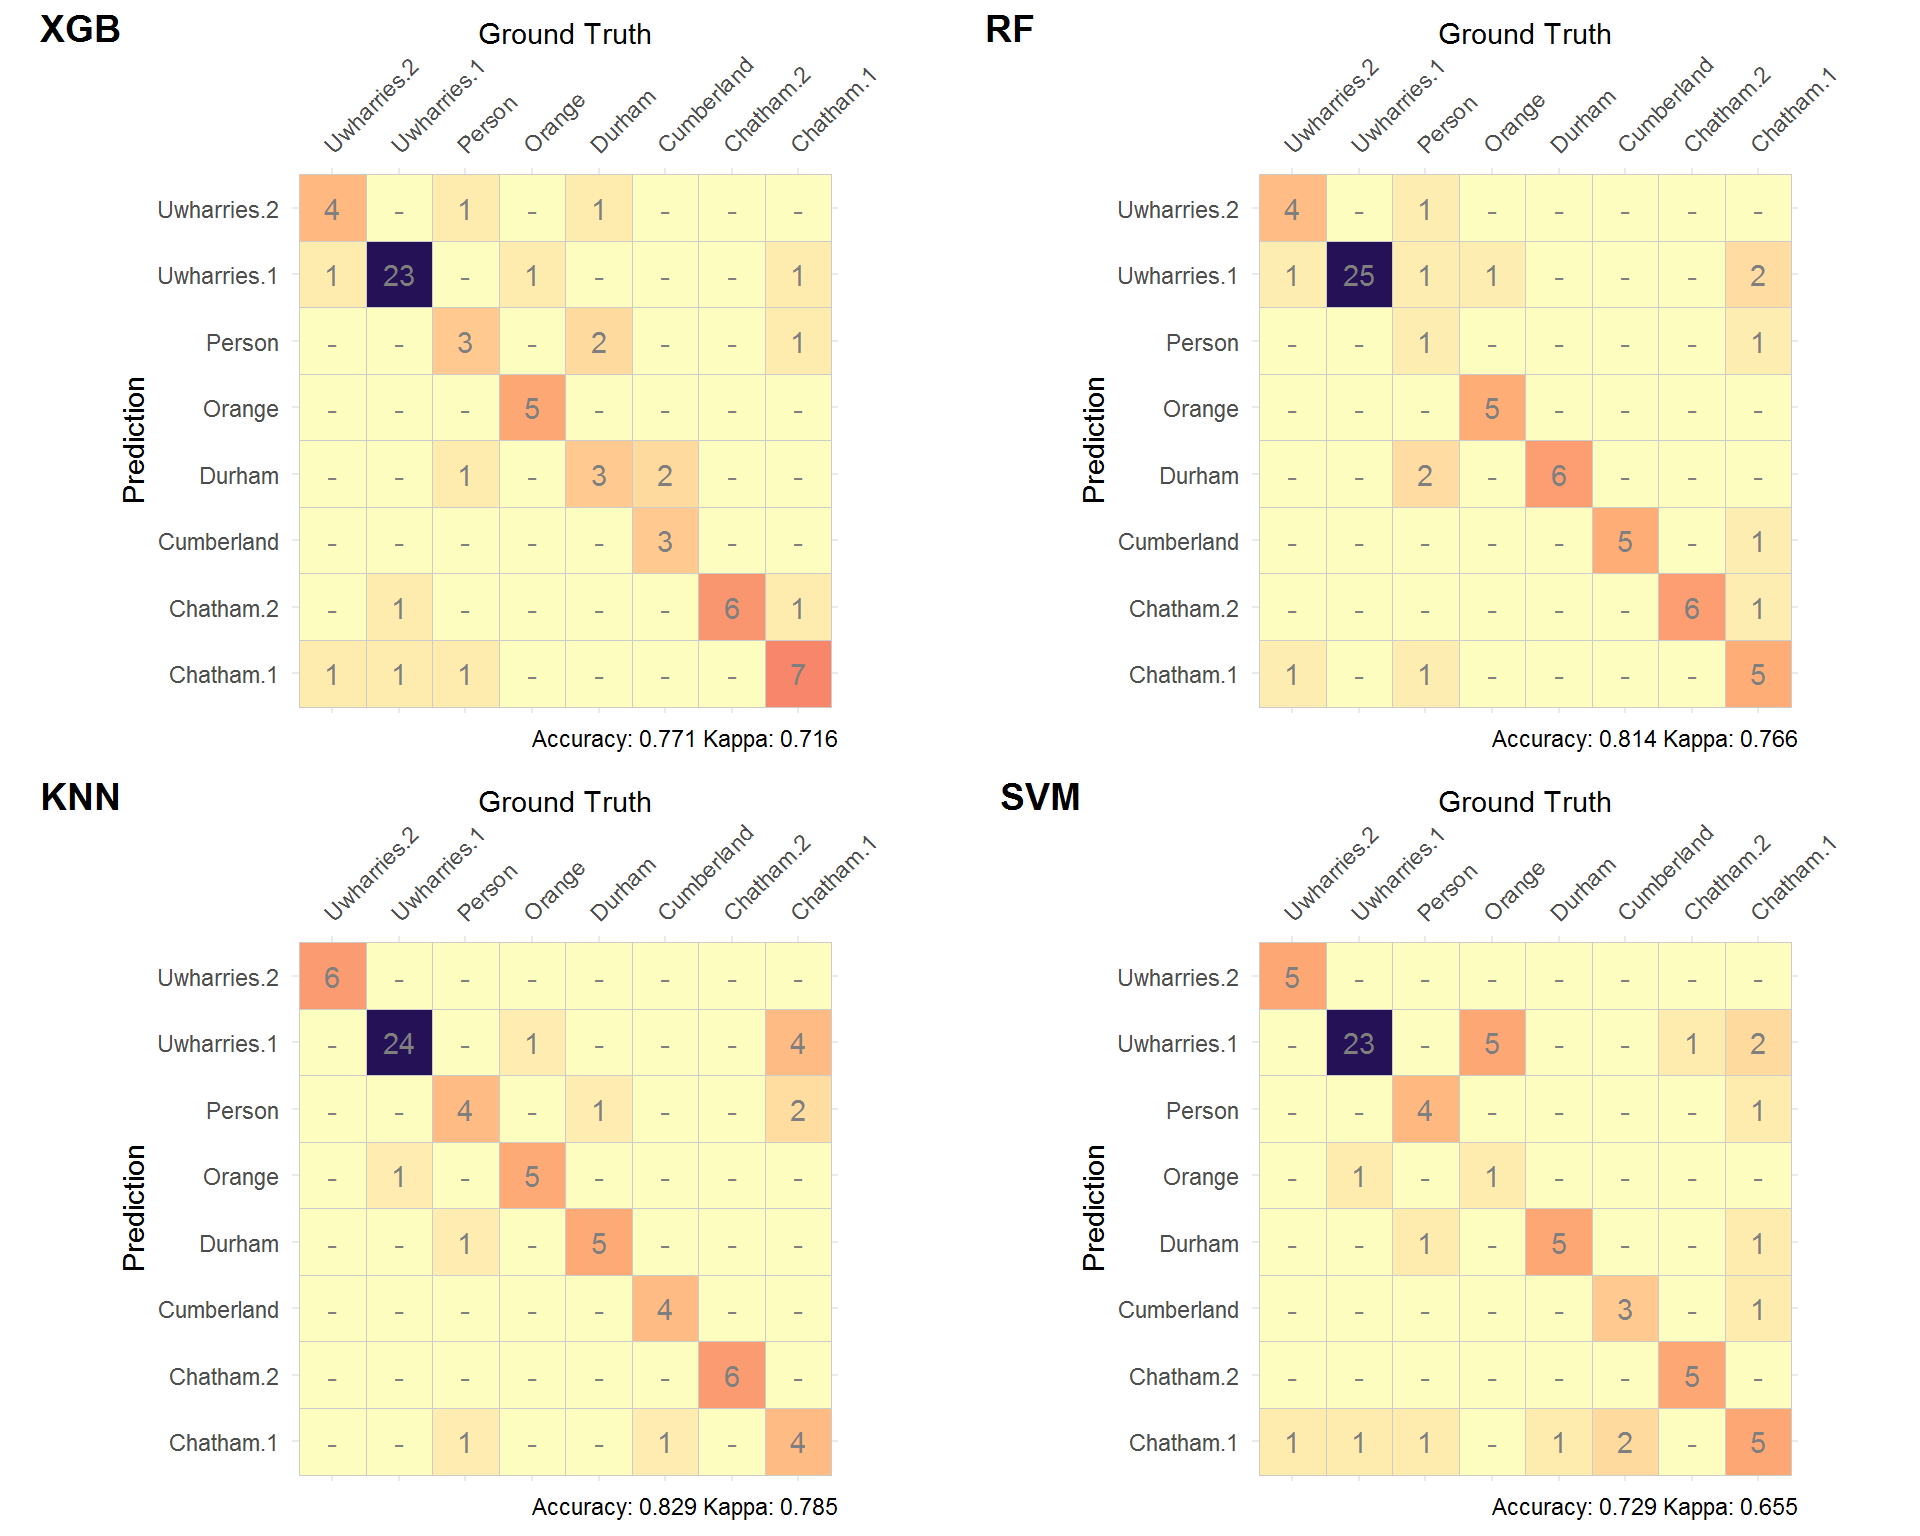 XGB
Ground Truth
Uwharries.2 Uwharries.1 Person Orange Durham Cumberland Chatham.2 Chatham.1
Prediction
Uwharries.2 4 - 1 - 1 - - -
Uwharries.1 1 23 - 1 - - - 1
Person - - 3 - 2 - - 1
Orange - - - 5 - - - -
Durham - - 1 - 3 2 - -
Cumberland - - - - - 3 - -
Chatham.2 - 1 - - - - 6 1
Chatham.1 1 1 1 - - - - 7
Accuracy: 0.771 Kappa: 0.716
RF
Ground Truth
Uwharries.2 Uwharries.1 Person Orange Durham Cumberland Chatham.2 Chatham.1
Prediction
Uwharries.2 4 - 1 - - - - -
Uwharries.1 1 25 1 1 - - - 2
Person - - 1 - - - - 1
Orange - - - 5 - - - -
Durham - - 2 - 6 - - -
Cumberland - - - - - 5 - 1
Chatham.2 - - - - - - 6 1
Chatham.1 1 - 1 - - - - 5
Accuracy: 0.814 Kappa: 0.766
KNN
Ground Truth
Uwharries.2 Uwharries.1 Person Orange Durham Cumberland Chatham.2 Chatham.1
Prediction
Uwharries.2 6 - - - - - - -
Uwharries.1 - 24 - 1 - - - 4
Person - - 4 - 1 - - 2
Orange - 1 - 5 - - - -
Durham - - 1 - 5 - - -
Cumberland - - - - - 4 - -
Chatham.2 - - - - - - 6 -
Chatham.1 - - 1 - - 1 - 4
Accuracy: 0.829 Kappa: 0.785
SVM
Ground Truth
Uwharries.2 Uwharries.1 Person Orange Durham Cumberland Chatham.2 Chatham.1
Prediction
Uwharries.2 5 - - - - - - -
Uwharries.1 - 23 - 5 - - 1 2
Person - - 4 - - - - 1
Orange - 1 - 1 - - - -
Durham - - 1 - 5 - - 1
Cumberland - - - - - 3 - 1
Chatham.2 - - - - - - 5 -
Chatham.1 1 1 1 - 1 2 - 5
Accuracy: 0.729 Kappa: 0.655